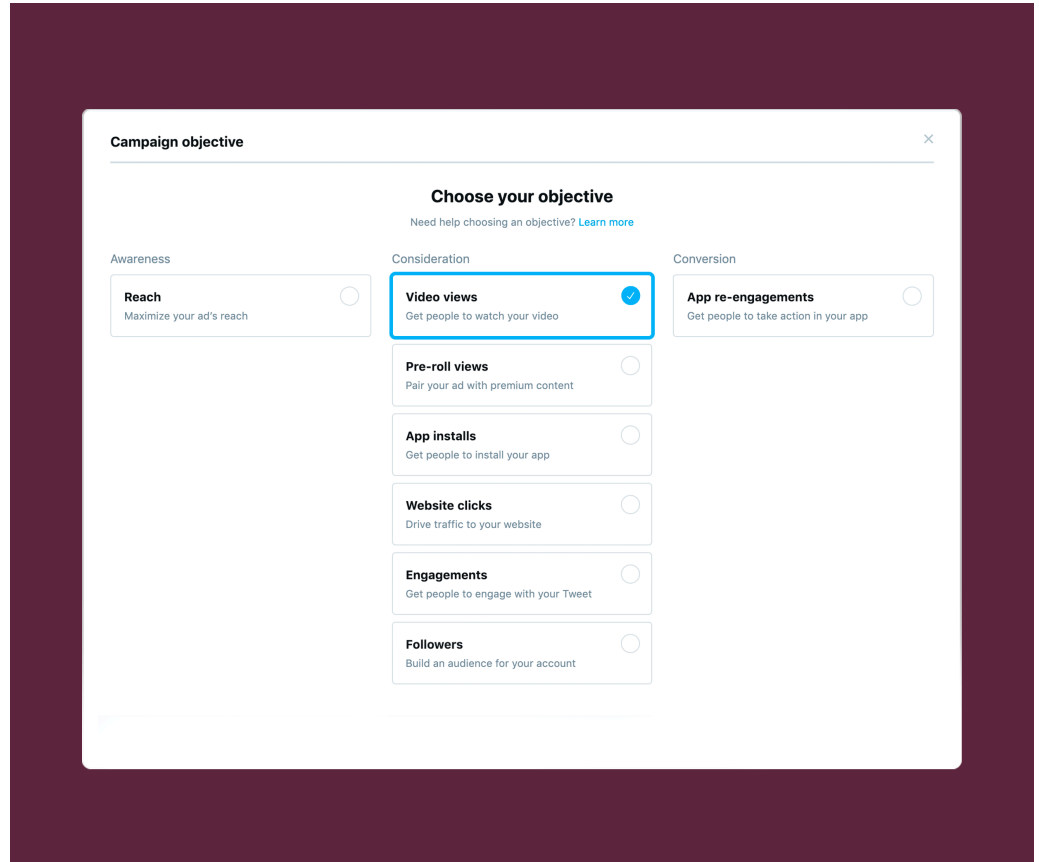 Campaign objective
Choose your objective
Need help choosing an objective? Learn more
Awareness
Reach
Maximize your ad's reach
Consideration
Video views
Get people to watch your video
Pre-roll views
Pair your ad with premium content
App installs
Get people to install your app
Website clicks
Drive traffic to your website
Engagements
Get people to engage with your Tweet
Followers
Build an audience for your account
Conversion
App re-engagements
Get people to take action in your app